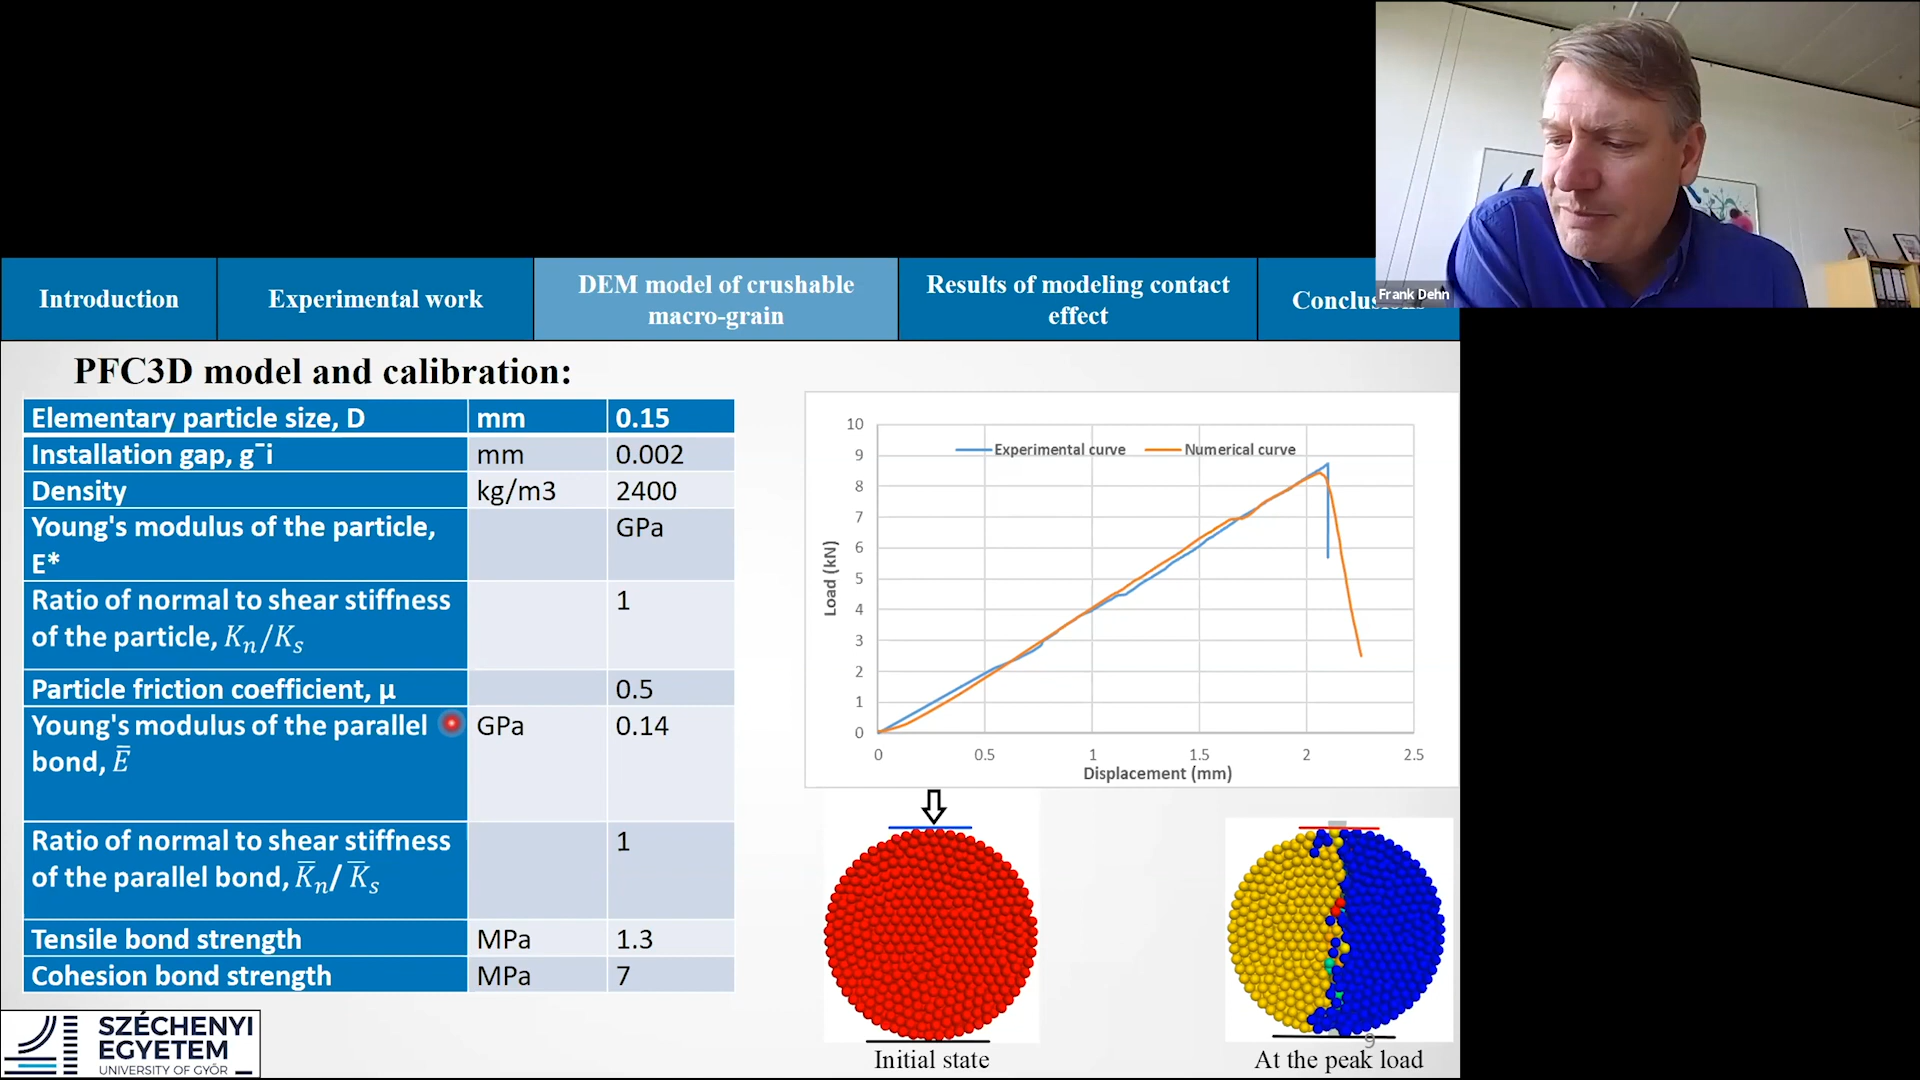 Frank Dehn
Introduction
Experimental work
DEM model of crushable
macro-grain
Results of modeling contact
effect
Conclusions
PFC3D model and calibration:
Elementary particle size, D mm 0.15
Installation gap, g¯i mm 0.002
Density kg/m3 2400
Young's modulus of the particle, GPa
E*
Ratio of normal to shear stiffness 1
of the particle, Kn/Ks
Particle friction coefficient, μ 0.5
Young's modulus of the parallel GPa 0.14
bond, E̅
Ratio of normal to shear stiffness 1
of the parallel bond, K̅n/ K̅s
Tensile bond strength MPa 1.3
Cohesion bond strength MPa 7
Experimental curve Numerical curve
Load (kN)
10
9
8
7
6
5
4
3
2
1
0
0 0.5 1 1.5 2 2.5
Displacement (mm)
Initial state
At the peak load
9
SZÉCHENYI
EGYETEM
UNIVERSITY OF GYŐR